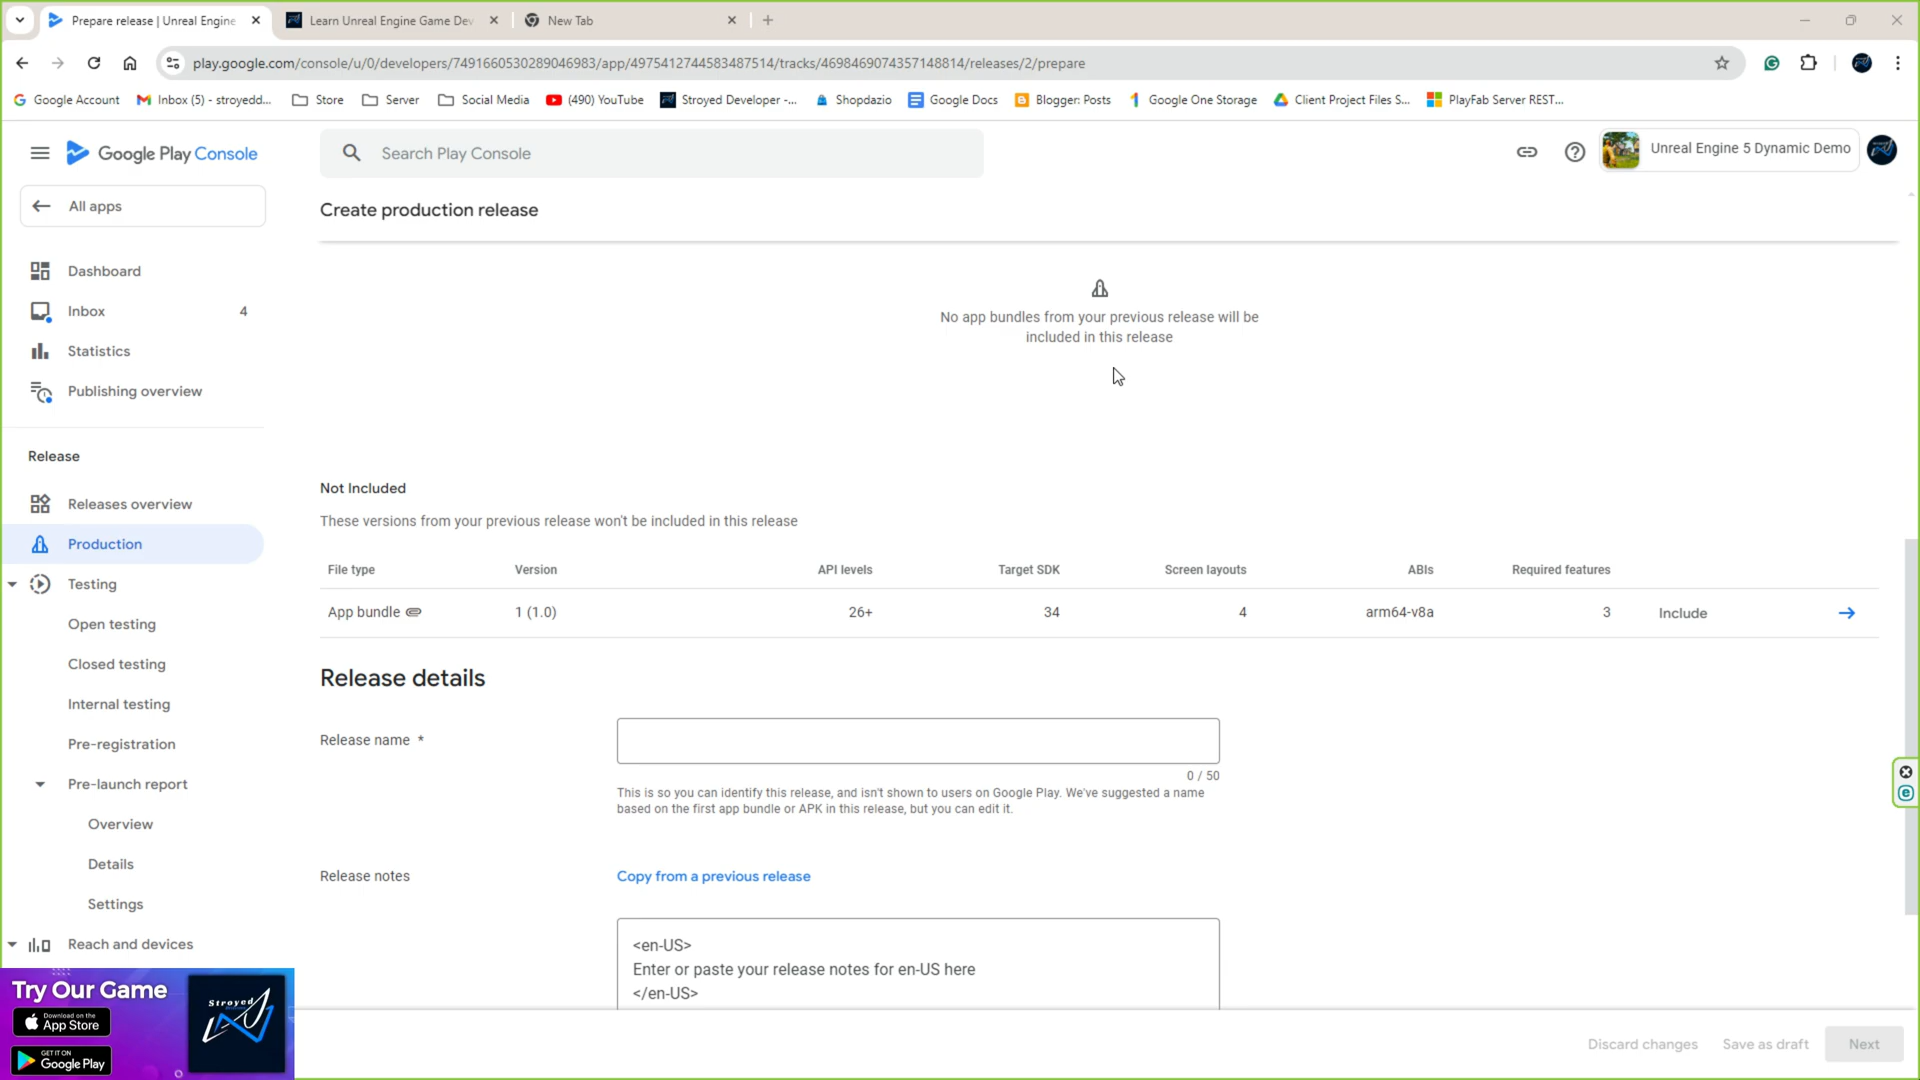 Prepare release | Unreal Engine
Learn Unreal Engine Game Dev
New Tab
play.google.com/console/u/0/developers/7491660530289046983/app/4975412744583487514/tracks/4698469074357148814/releases/2/prepare
Google Account
Inbox (5) - stroyedd...
Store
Server
Social Media
(490) YouTube
Stroyed Developer -...
Shopdazio
Google Docs
Blogger: Posts
Google One Storage
Client Project Files S...
PlayFab Server REST...
Google Play Console
Search Play Console
Unreal Engine 5 Dynamic Demo
All apps
Create production release
Dashboard
Inbox 4
Statistics
Publishing overview
Release
Releases overview
Production
Testing
Open testing
Closed testing
Internal testing
Pre-registration
Pre-launch report
Overview
Details
Settings
Reach and devices
No app bundles from your previous release will be
included in this release
Not Included
These versions from your previous release won't be included in this release
File type Version API levels Target SDK Screen layouts ABIs Required features
App bundle 1 (1.0) 26+ 34 4 arm64-v8a 3 Include
Release details
Release name *
0 / 50
This is so you can identify this release, and isn't shown to users on Google Play. We've suggested a name
based on the first app bundle or APK in this release, but you can edit it.
Release notes
Copy from a previous release
<en-US>
Enter or paste your release notes for en-US here
</en-US>
Discard changes
Save as draft
Next
Try Our Game
Download on the
App Store
GET IT ON
Google Play
Stroyed